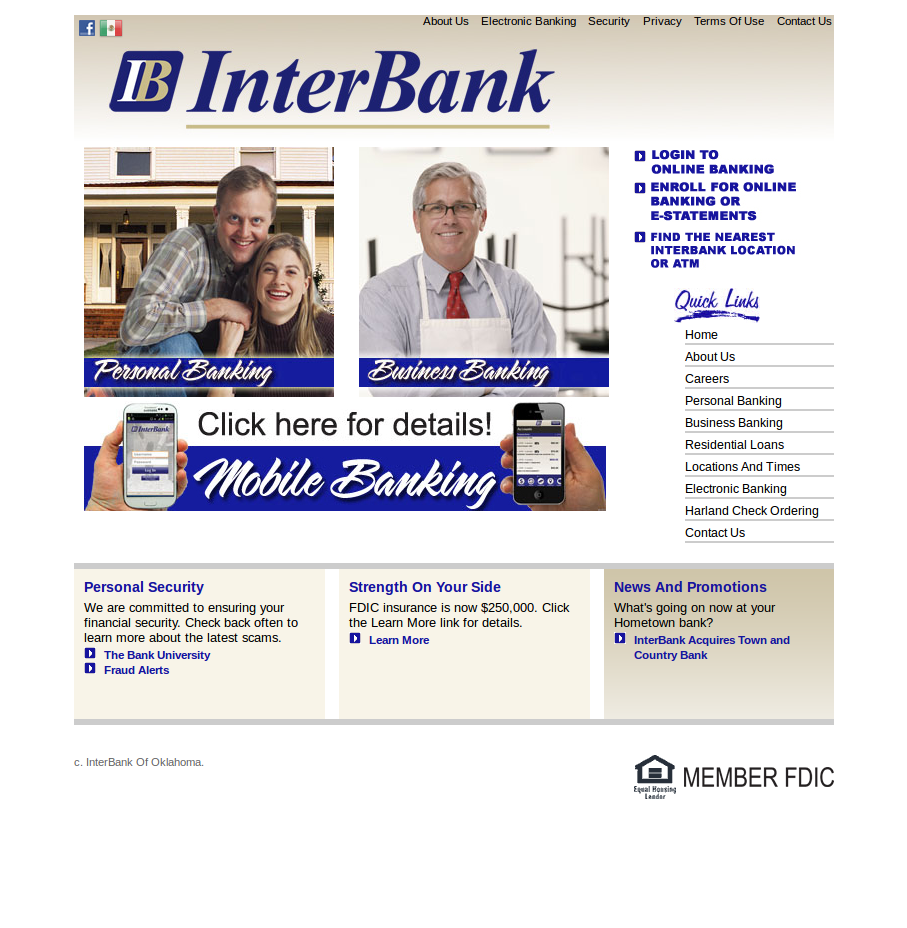 About Us Electronic Banking Security Privacy Terms Of Use Contact Us
IB InterBank
LOGIN TO
ONLINE BANKING
ENROLL FOR ONLINE
BANKING OR
E-STATEMENTS
FIND THE NEAREST
INTERBANK LOCATION
OR ATM
Personal Banking
Business Banking
Click here for details!
Mobile Banking
InterBank
Log In
Quick Links
Home
About Us
Careers
Personal Banking
Business Banking
Residential Loans
Locations And Times
Electronic Banking
Harland Check Ordering
Contact Us
Personal Security
We are committed to ensuring your
financial security. Check back often to
learn more about the latest scams.
The Bank University
Fraud Alerts
Strength On Your Side
FDIC insurance is now $250,000. Click
the Learn More link for details.
Learn More
News And Promotions
What's going on now at your
Hometown bank?
InterBank Acquires Town and
Country Bank
c. InterBank Of Oklahoma.
Equal Housing
Lender
MEMBER FDIC